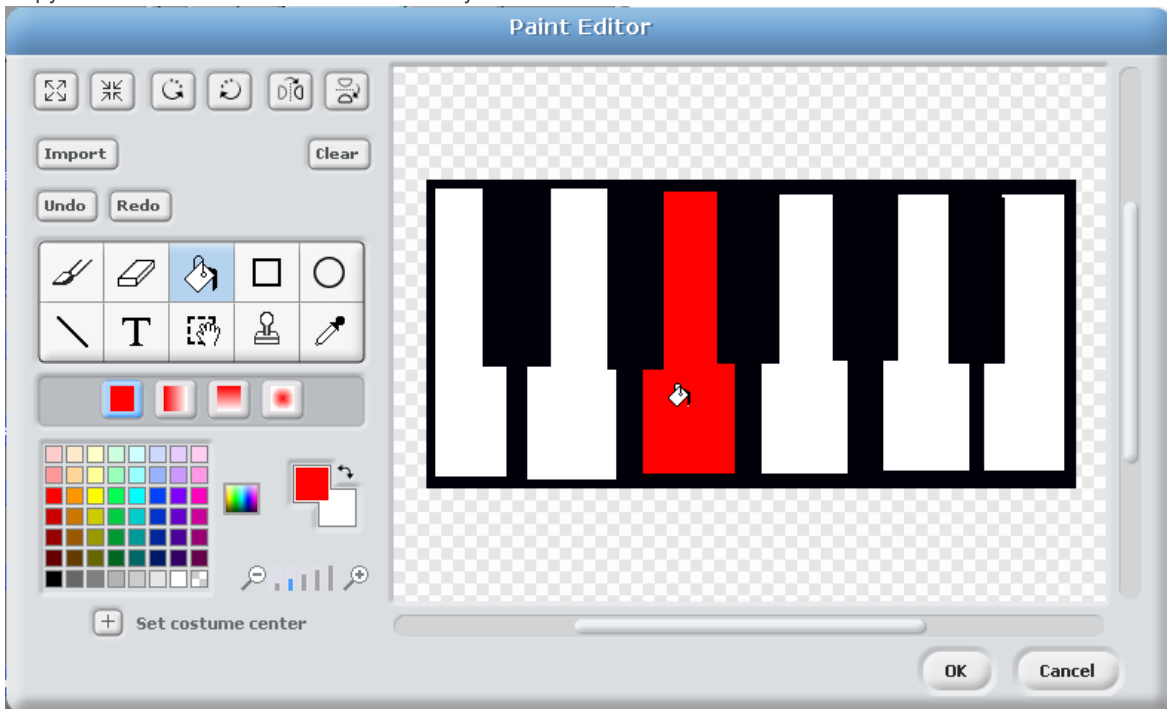 Paint Editor
Import
Clear
Undo
Redo
T
Set costume center
OK
Cancel